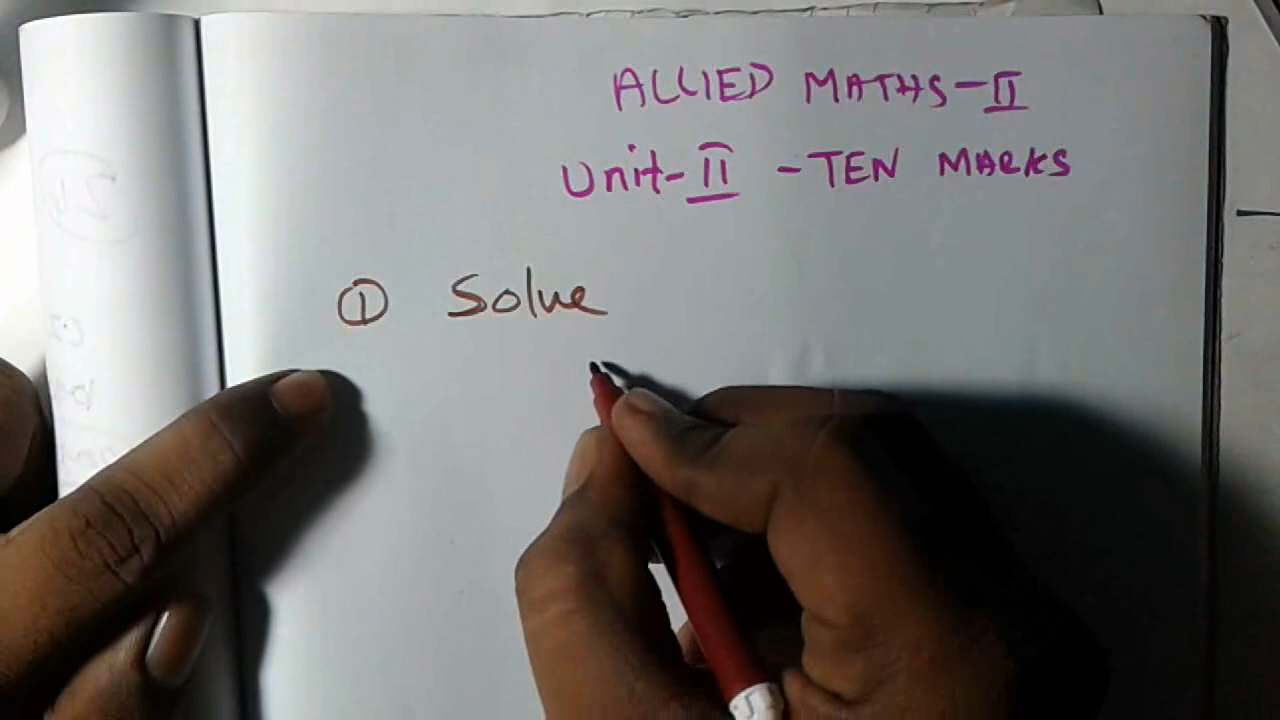 ALLIED MATHS-II
Unit-II - TEN MARKS
① Solve